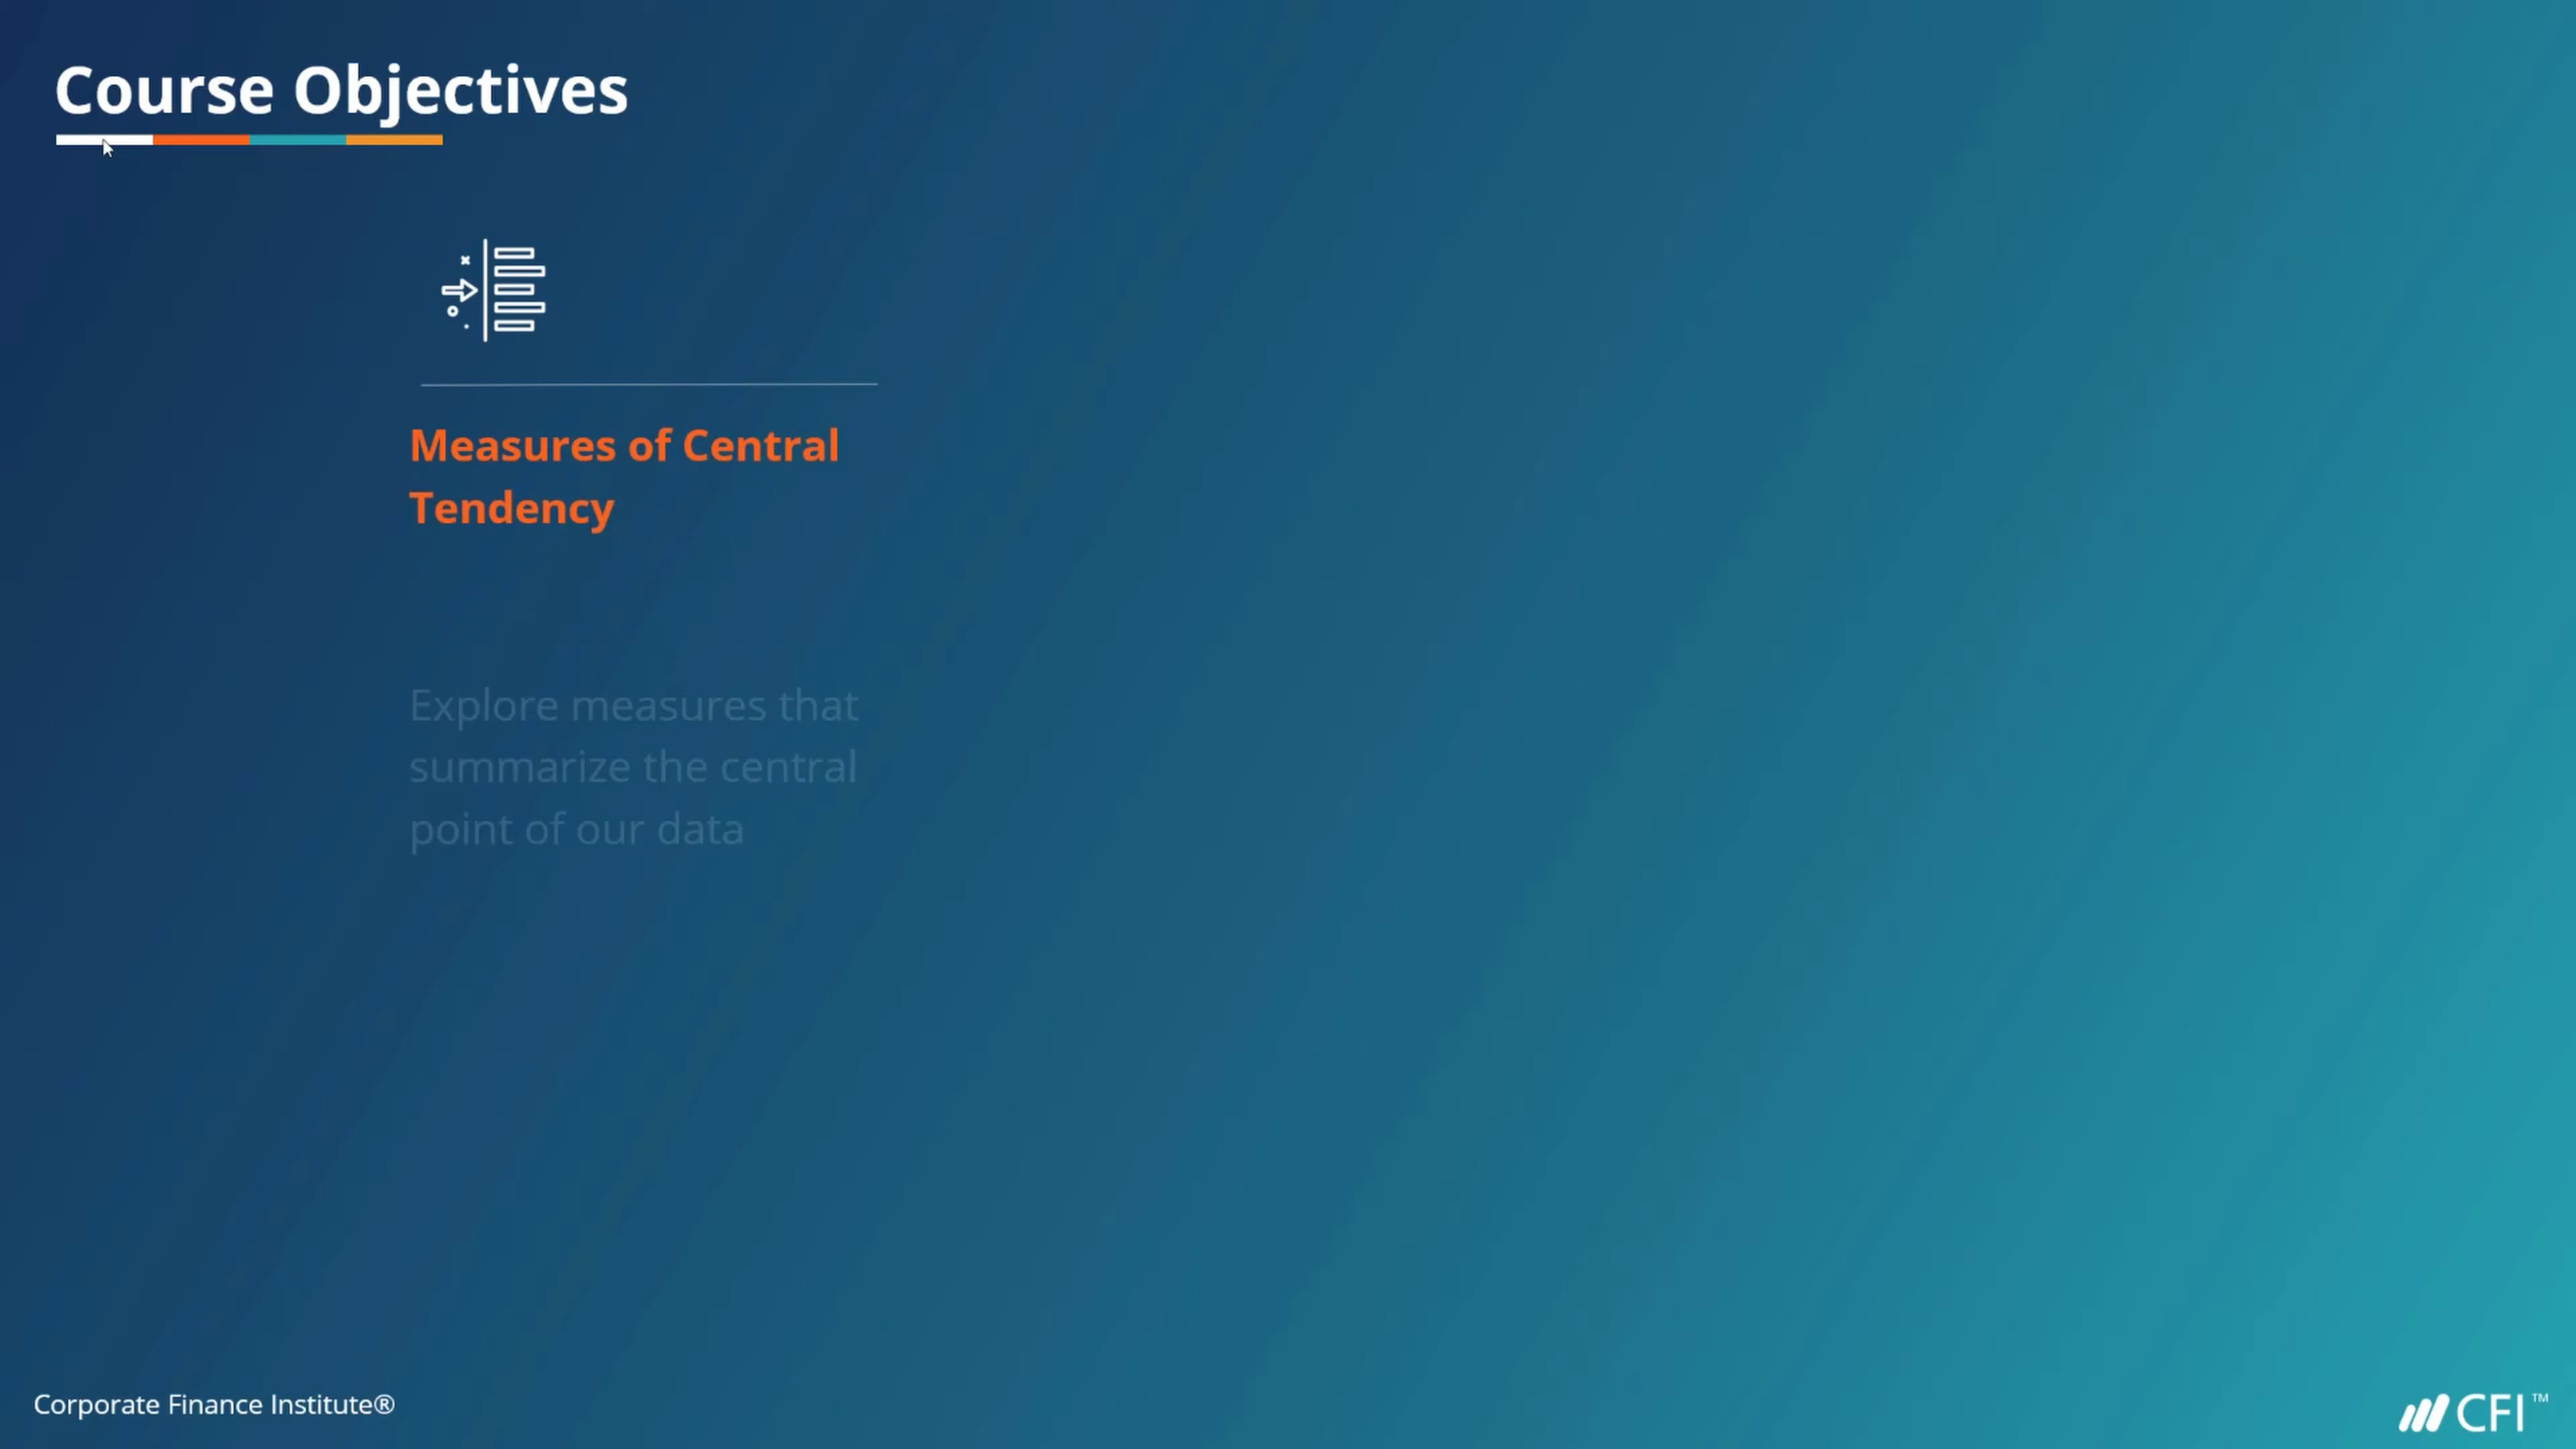 Course Objectives
Measures of Central
Tendency
Explore measures that
summarize the central
point of our data
Corporate Finance Institute®
CFI™